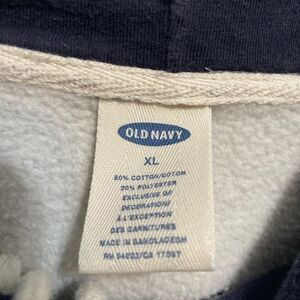 OLD NAVY
XL
80% COTTON/COTON
20% POLYESTER
EXCLUSIVE OF
DECORATION/
À L'EXCEPTION
DES GARNITURES
MADE IN BANGLADESH
RN 54023/CA 17897